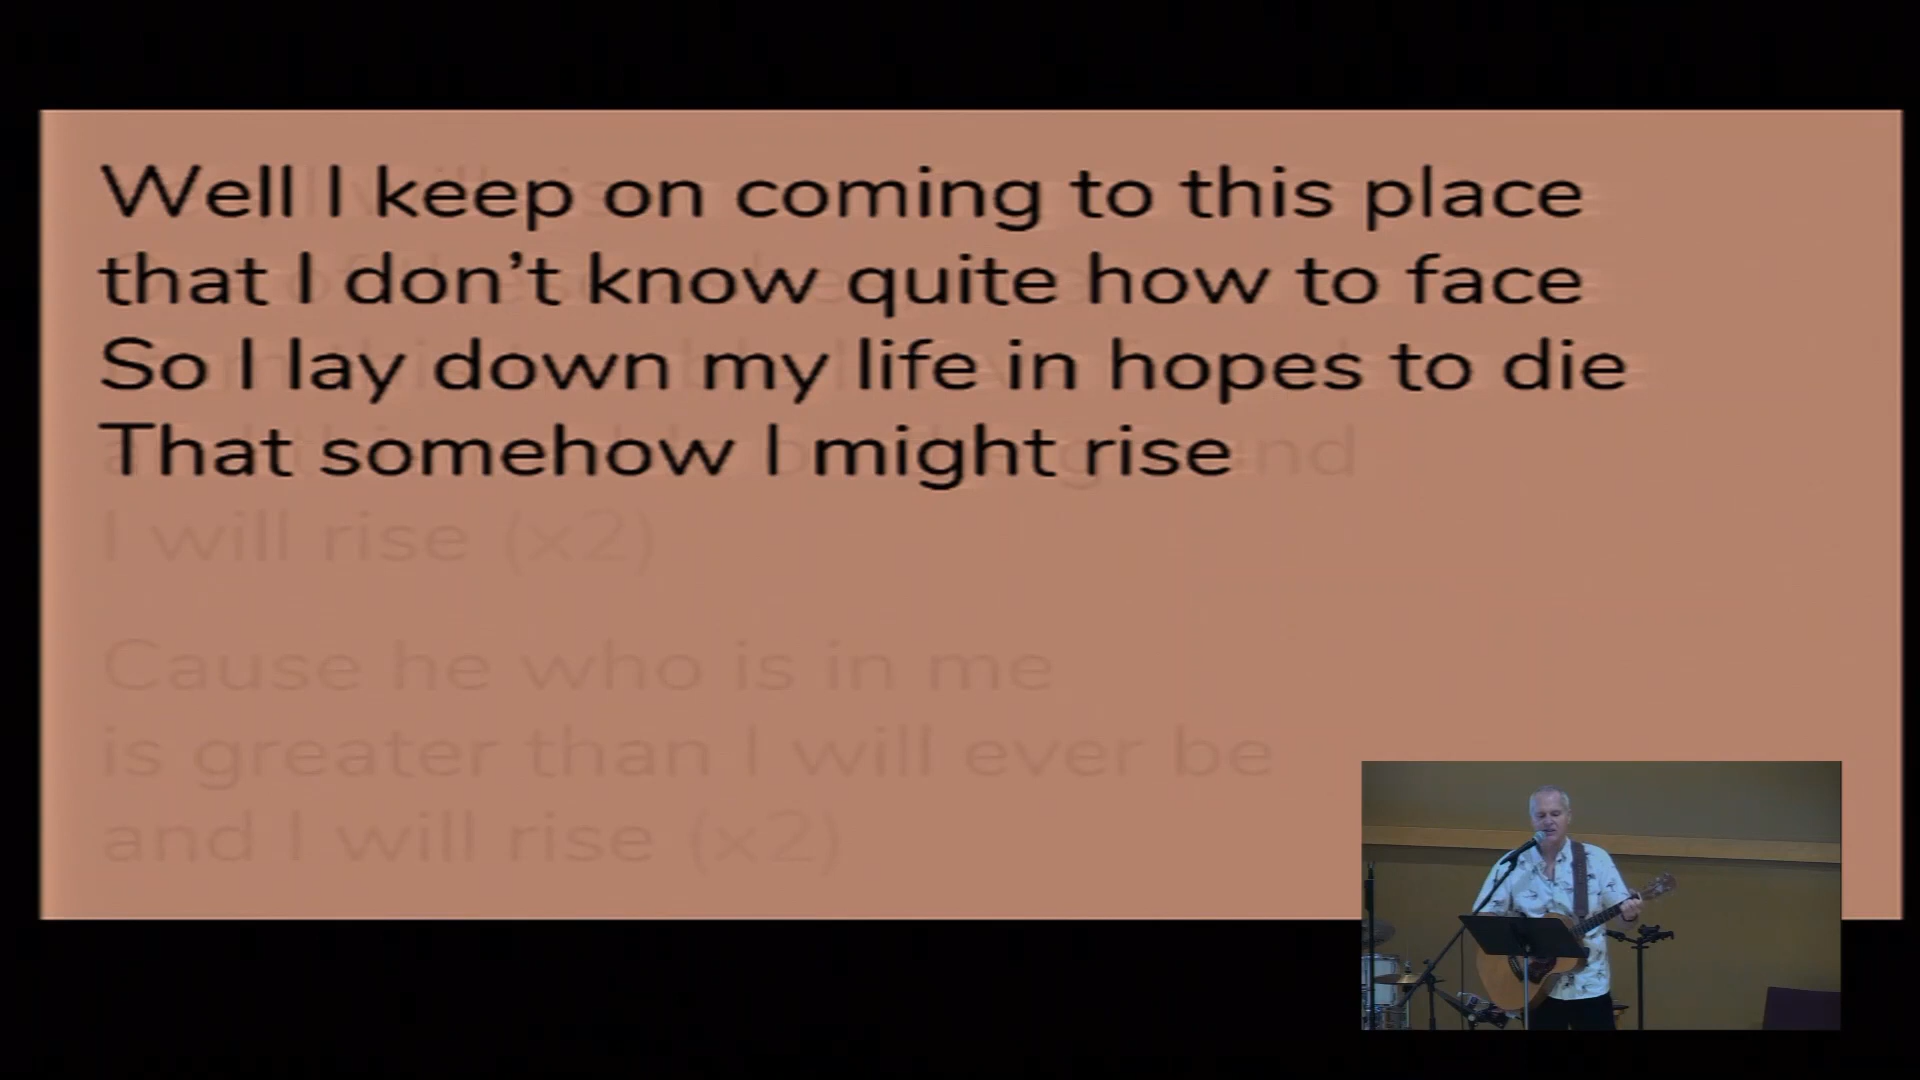 Well I keep on coming to this place
that I don't know quite how to face
So I lay down my life in hopes to die
That somehow I might rise
I will rise (x2)
Cause he who is in me
is greater than I will ever be
and I will rise (x2)